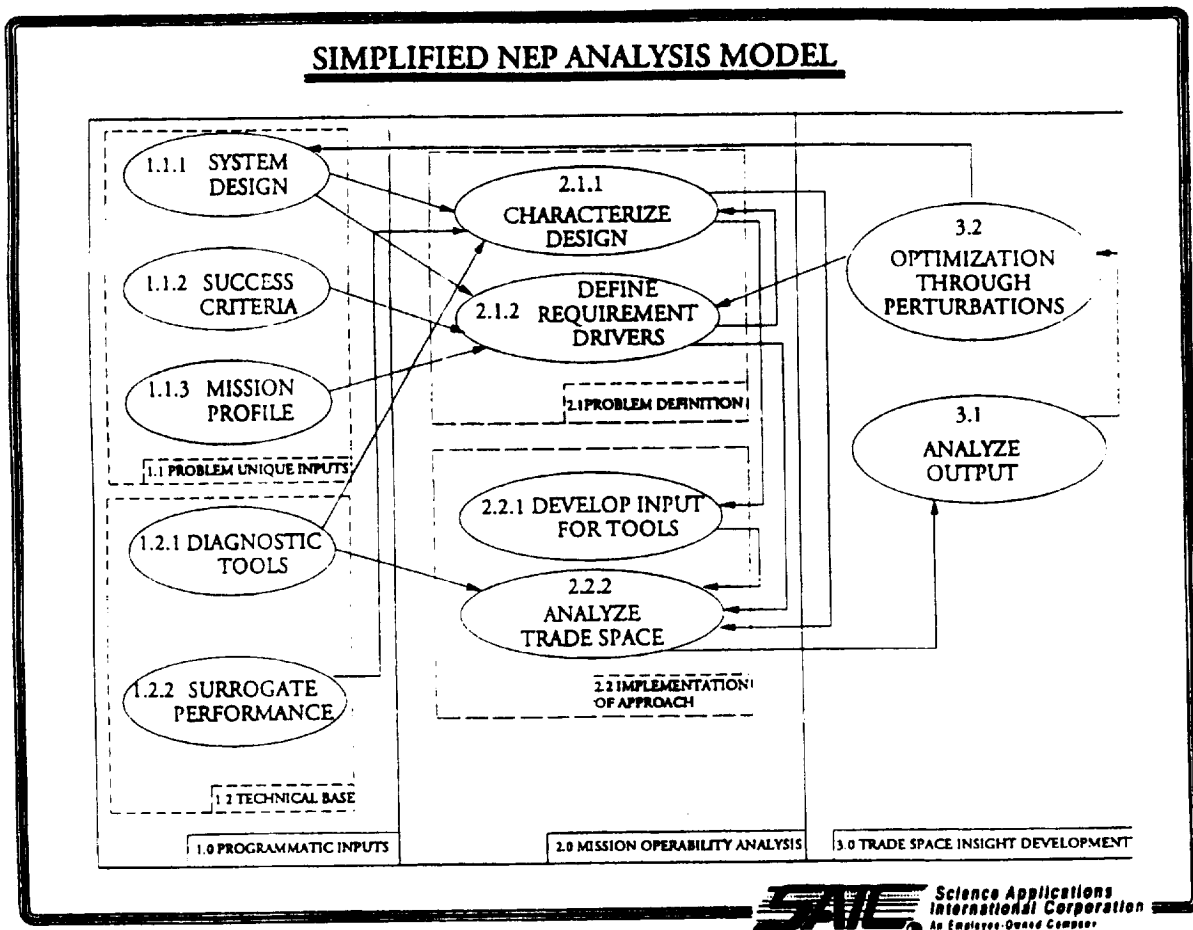 SIMPLIFIED NEP ANALYSIS MODEL
1.1.1 SYSTEM
DESIGN
1.1.2 SUCCESS
CRITERIA
1.1.3 MISSION
PROFILE
1.1 PROBLEM UNIQUE INPUTS
1.2.1 DIAGNOSTIC
TOOLS
1.2.2 SURROGATE
PERFORMANCE
1.2 TECHNICAL BASE
1.0 PROGRAMMATIC INPUTS
2.1.1
CHARACTERIZE
DESIGN
DEFINE
2.1.2 REQUIREMENT
DRIVERS
2.1 PROBLEM DEFINITION
2.2.1 DEVELOP INPUT
FOR TOOLS
2.2.2
ANALYZE
TRADE SPACE
2.2 IMPLEMENTATION
OF APPROACH
2.0 MISSION OPERABILITY ANALYSIS
3.2
OPTIMIZATION
THROUGH
PERTURBATIONS
3.1
ANALYZE
OUTPUT
3.0 TRADE SPACE INSIGHT DEVELOPMENT
SAIC
Science Applications
International Corporation
An Employee-Owned Company